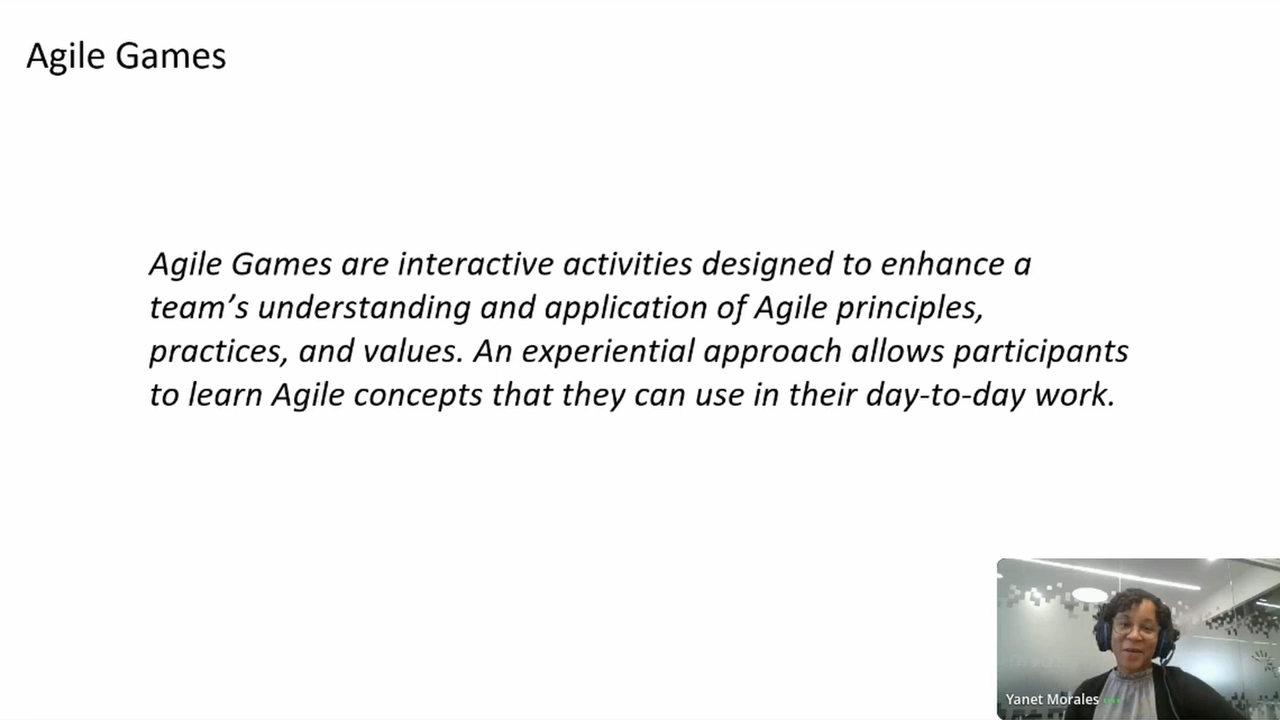 Agile Games
Agile Games are interactive activities designed to enhance a
team’s understanding and application of Agile principles,
practices, and values. An experiential approach allows participants
to learn Agile concepts that they can use in their day-to-day work.
Yanet Morales